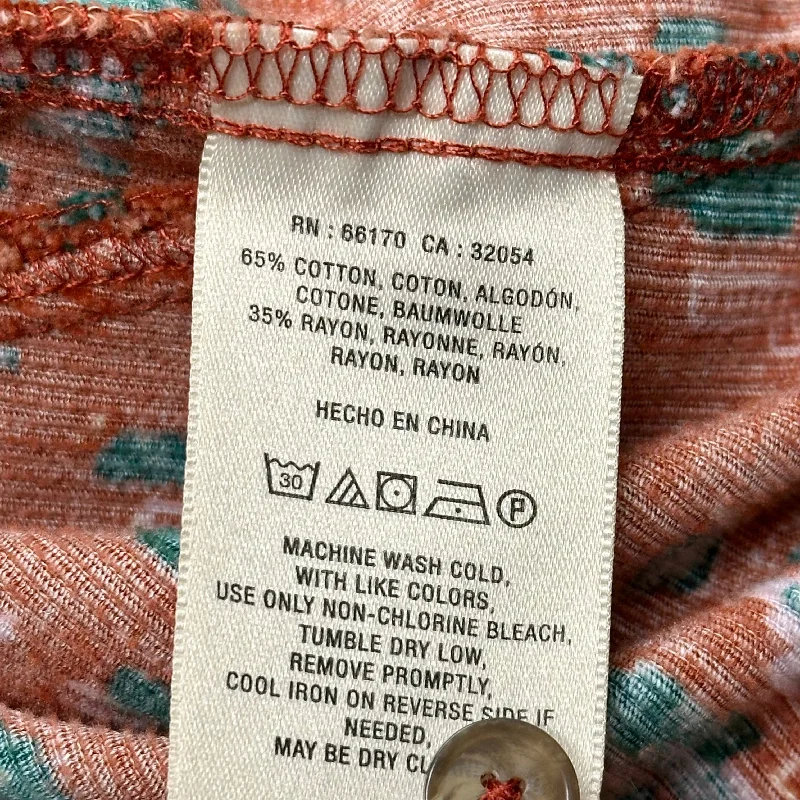 RN : 66170 CA : 32054
65% COTTON, COTON, ALGODÓN,
COTONE, BAUMWOLLE
35% RAYON, RAYONNE, RAYÓN,
RAYON, RAYON
HECHO EN CHINA
30
P
MACHINE WASH COLD,
WITH LIKE COLORS,
USE ONLY NON-CHLORINE BLEACH,
TUMBLE DRY LOW,
REMOVE PROMPTLY,
COOL IRON ON REVERSE SIDE IF
NEEDED,
MAY BE DRY